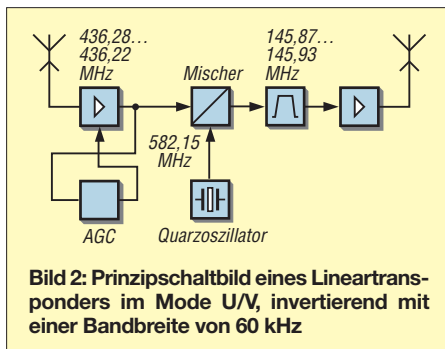 436,28...
436,22
MHz
Mischer
145,87...
145,93
MHz
582,15
MHz
AGC
Quarzoszillator
Bild 2: Prinzipschaltbild eines Lineartrans-
ponders im Mode U/V, invertierend mit
einer Bandbreite von 60 kHz